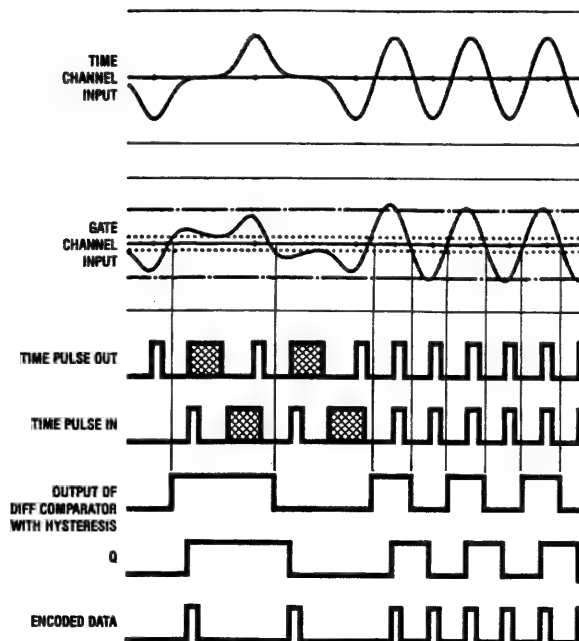 TIME
CHANNEL
INPUT
GATE
CHANNEL
INPUT
TIME PULSE OUT
TIME PULSE IN
OUTPUT OF
DIFF COMPARATOR
WITH HYSTERESIS
Q
ENCODED DATA